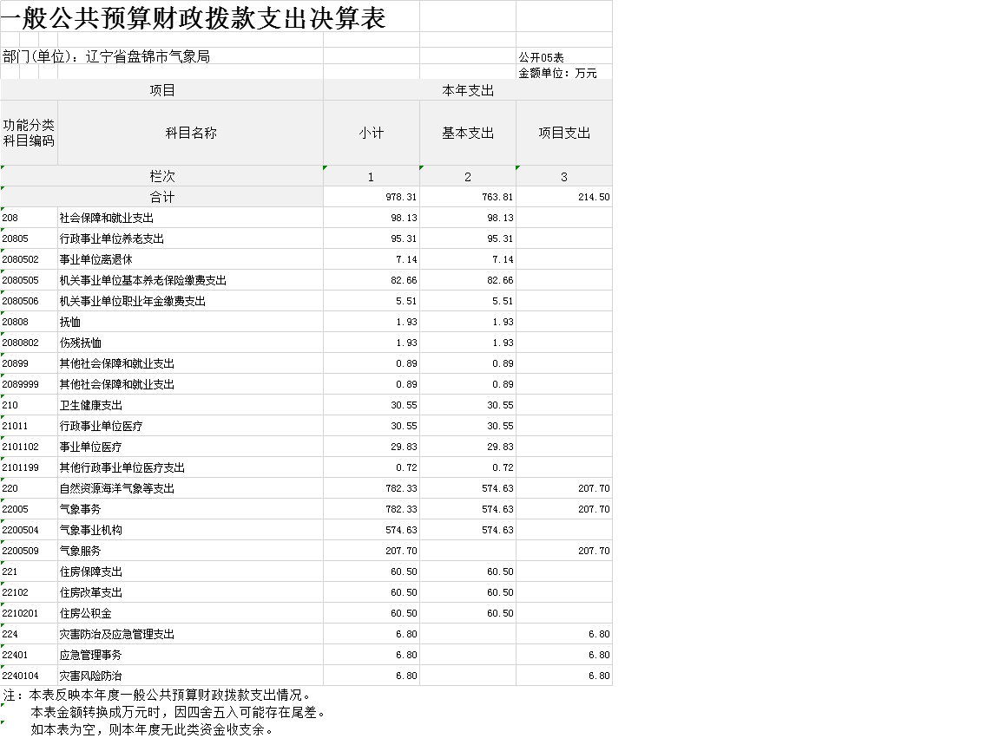 一般公共预算财政拨款支出决算表
部门(单位)：辽宁省盘锦市气象局
公开05表
金额单位：万元
项目 本年支出
功能分类科目编码 科目名称 小计 基本支出 项目支出
栏次 1 2 3
合计 978.31 763.81 214.50
208 社会保障和就业支出 98.13 98.13
20805 行政事业单位养老支出 95.31 95.31
2080502 事业单位离退休 7.14 7.14
2080505 机关事业单位基本养老保险缴费支出 82.66 82.66
2080506 机关事业单位职业年金缴费支出 5.51 5.51
20808 抚恤 1.93 1.93
2080802 伤残抚恤 1.93 1.93
20899 其他社会保障和就业支出 0.89 0.89
2089999 其他社会保障和就业支出 0.89 0.89
210 卫生健康支出 30.55 30.55
21011 行政事业单位医疗 30.55 30.55
2101102 事业单位医疗 29.83 29.83
2101199 其他行政事业单位医疗支出 0.72 0.72
220 自然资源海洋气象等支出 782.33 574.63 207.70
22005 气象事务 782.33 574.63 207.70
2200504 气象事业机构 574.63 574.63
2200509 气象服务 207.70 207.70
221 住房保障支出 60.50 60.50
22102 住房改革支出 60.50 60.50
2210201 住房公积金 60.50 60.50
224 灾害防治及应急管理支出 6.80 6.80
22401 应急管理事务 6.80 6.80
2240104 灾害风险防治 6.80 6.80
注：本表反映本年度一般公共预算财政拨款支出情况。
本表金额转换成万元时，因四舍五入可能存在尾差。
如本表为空，则本年度无此类资金收支余。